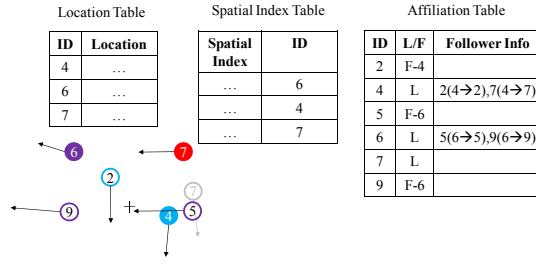 Location Table
ID Location
4 …
6 …
7 …
Spatial Index Table
Spatial Index ID
… 6
… 4
… 7
Affiliation Table
ID L/F Follower Info
2 F-4
4 L 2(4→2),7(4→7)
5 F-6
6 L 5(6→5),9(6→9)
7 L
9 F-6
6
7
2
7
9
4
5